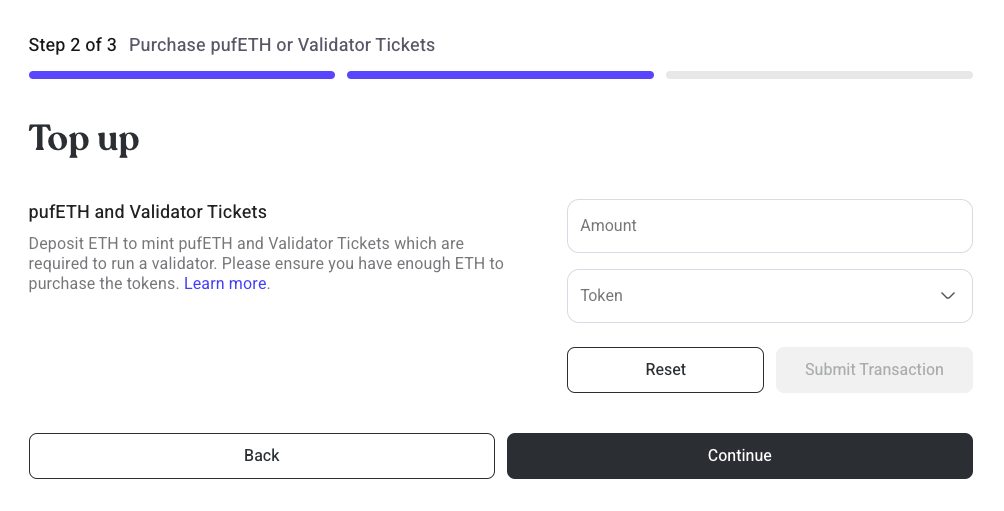 Step 2 of 3 Purchase pufETH or Validator Tickets
Top up
pufETH and Validator Tickets
Deposit ETH to mint pufETH and Validator Tickets which are
required to run a validator. Please ensure you have enough ETH to
purchase the tokens. Learn more.
Amount
Token
Reset
Submit Transaction
Back
Continue